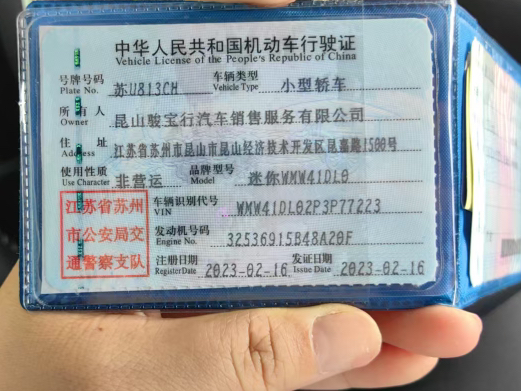 中华人民共和国机动车行驶证
Vehicle License of the People's Republic of China
号牌号码 Plate No. 苏U813CH 车辆类型 Vehicle Type 小型轿车
所有人 Owner 昆山骏宝行汽车销售服务有限公司
住址 Address 江苏省苏州市昆山市昆山经济技术开发区昆嘉路1500号
使用性质 Use Character 非营运 品牌型号 Model 迷你WMW41DL0
江苏省苏州市公安局交通警察支队
车辆识别代号 VIN WMW41DL02P3P77223
发动机号码 Engine No. 32536915B48A20F
注册日期 Register Date 2023-02-16 发证日期 Issue Date 2023-02-16